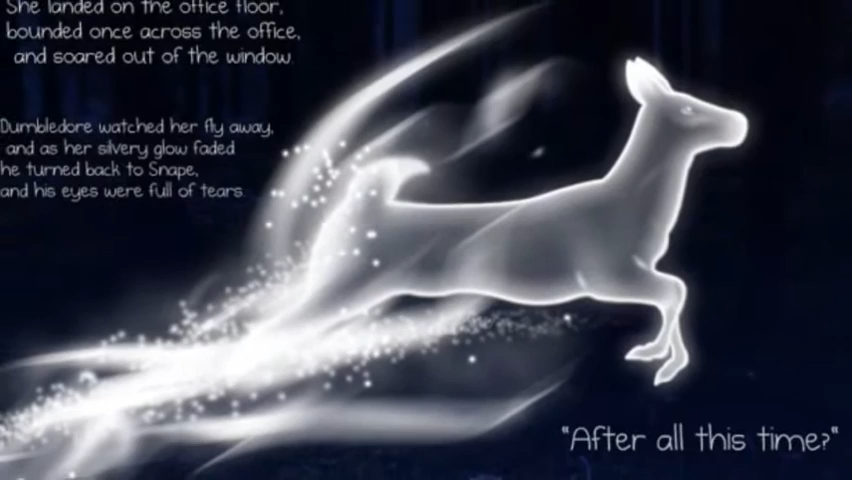 She landed on the office floor,
bounded once across the office,
and soared out of the window.
Dumbledore watched her fly away,
and as her silvery glow faded
he turned back to Snape,
and his eyes were full of tears.
"After all this time?"